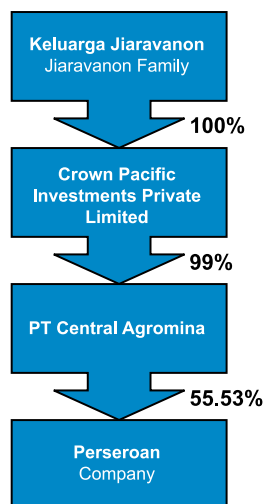 Keluarga Jiaravanon
Jiaravanon Family
100%
Crown Pacific
Investments Private
Limited
99%
PT Central Agromina
55.53%
Perseroan
Company